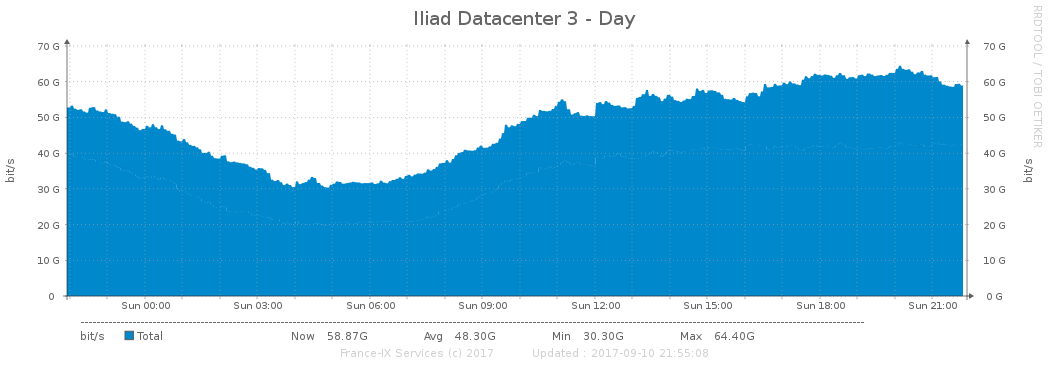 Iliad Datacenter 3 - Day
RRDTOOL / TOBI OETIKER
bit/s
70 G
60 G
50 G
40 G
30 G
20 G
10 G
0
70 G
60 G
50 G
40 G
30 G
20 G
10 G
0 G
bit/s
Sun 00:00 Sun 03:00 Sun 06:00 Sun 09:00 Sun 12:00 Sun 15:00 Sun 18:00 Sun 21:00
bit/s Total Now 58.87G Avg 48.30G Min 30.30G Max 64.40G
France-IX Services (c) 2017 Updated : 2017-09-10 21:55:08